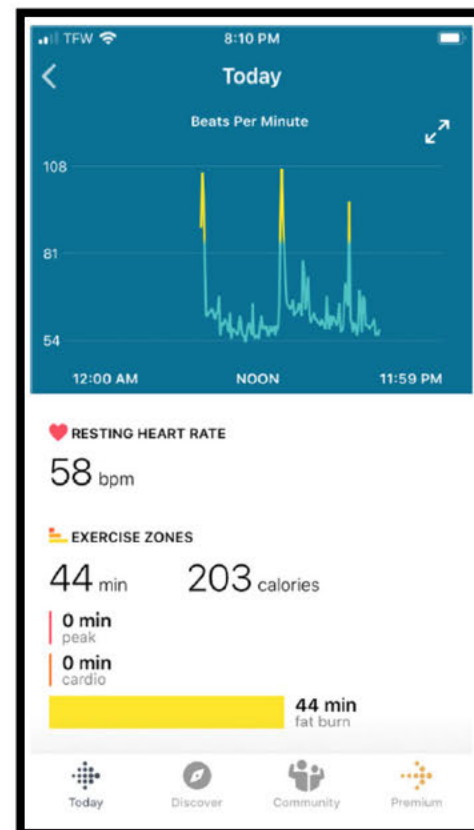 TFW 8:10 PM
Today
Beats Per Minute
108
81
54
12:00 AM NOON 11:59 PM
RESTING HEART RATE
58 bpm
EXERCISE ZONES
44 min 203 calories
0 min
peak
0 min
cardio
44 min
fat burn
Today Discover Community Premium